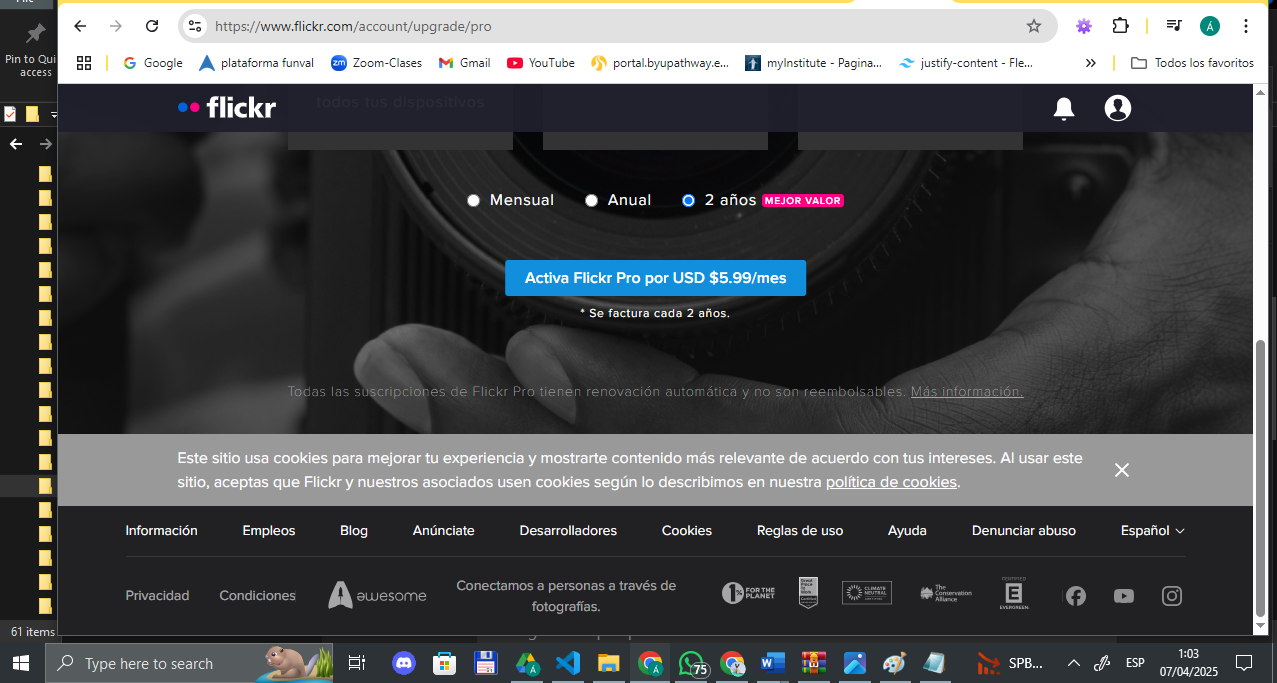 File
Pin to Qui
access
https://www.flickr.com/account/upgrade/pro
Á
Google
plataforma funval
zm
Zoom-Clases
Gmail
YouTube
portal.byupathway.e...
myInstitute - Pagina...
justify-content - Fle...
Todos los favoritos
todos tus dispositivos
flickr
Mensual
Anual
2 años MEJOR VALOR
Activa Flickr Pro por USD $5.99/mes
* Se factura cada 2 años.
Todas las suscripciones de Flickr Pro tienen renovación automática y no son reembolsables. Más información.
Este sitio usa cookies para mejorar tu experiencia y mostrarte contenido más relevante de acuerdo con tus intereses. Al usar este
sitio, aceptas que Flickr y nuestros asociados usen cookies según lo describimos en nuestra política de cookies.
Información Empleos Blog Anúnciate Desarrolladores Cookies Reglas de uso Ayuda Denunciar abuso Español
Privacidad Condiciones
awesome
Conectamos a personas a través de
fotografías.
1% FOR THE
PLANET
CLIMATE
NEUTRAL
The
Conservation
Alliance
CERTIFIED
E
EVERGREEN.
61 items
Type here to search
75
SPB...
ESP
1:03
07/04/2025